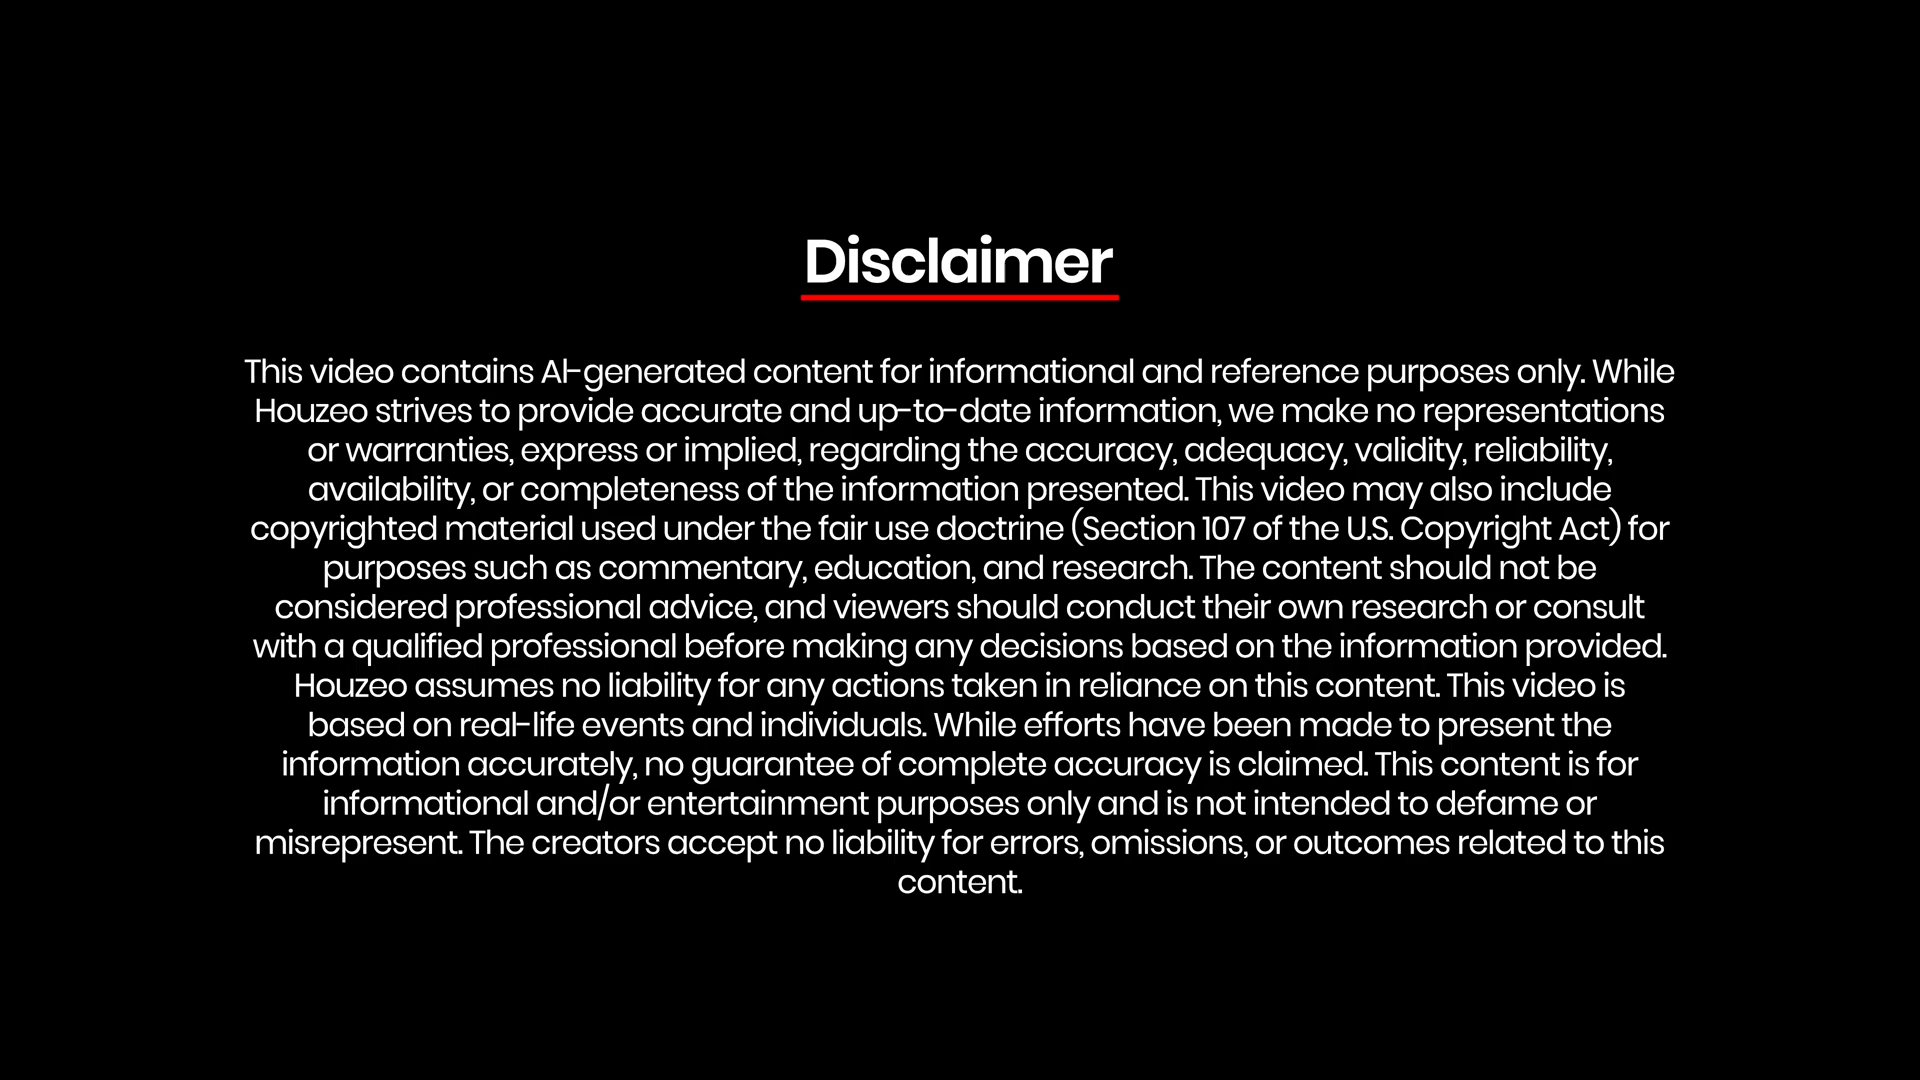 Disclaimer
This video contains AI-generated content for informational and reference purposes only. While
Houzeo strives to provide accurate and up-to-date information, we make no representations
or warranties, express or implied, regarding the accuracy, adequacy, validity, reliability,
availability, or completeness of the information presented. This video may also include
copyrighted material used under the fair use doctrine (Section 107 of the U.S. Copyright Act) for
purposes such as commentary, education, and research. The content should not be
considered professional advice, and viewers should conduct their own research or consult
with a qualified professional before making any decisions based on the information provided.
Houzeo assumes no liability for any actions taken in reliance on this content. This video is
based on real-life events and individuals. While efforts have been made to present the
information accurately, no guarantee of complete accuracy is claimed. This content is for
informational and/or entertainment purposes only and is not intended to defame or
misrepresent. The creators accept no liability for errors, omissions, or outcomes related to this
content.